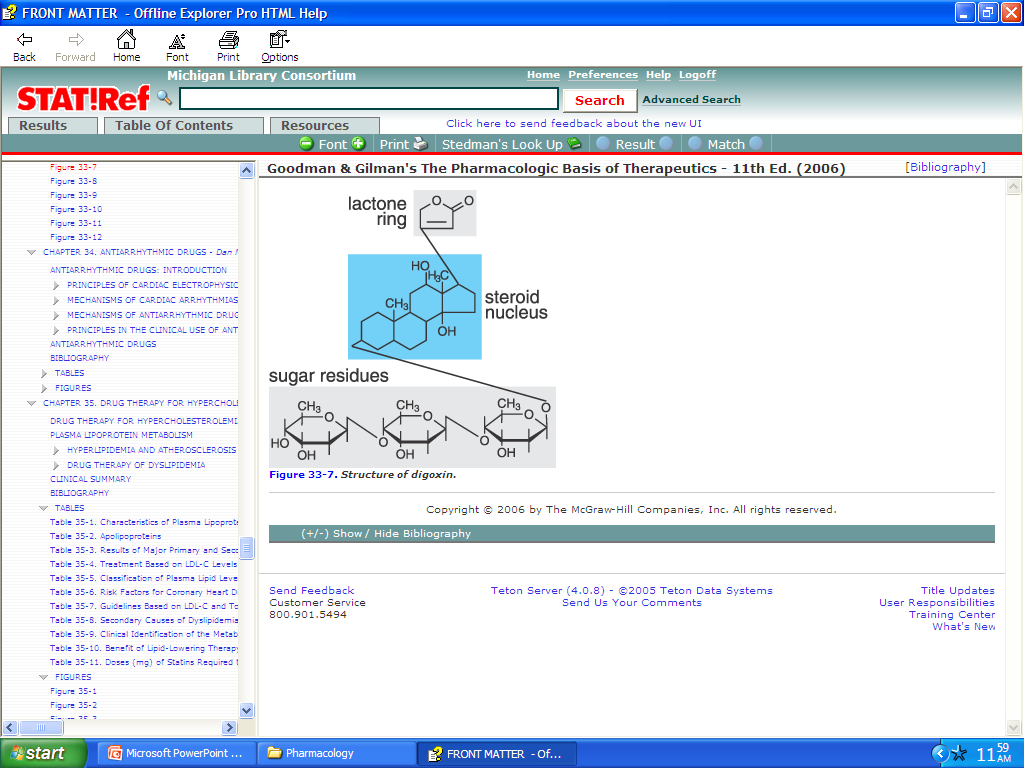 FRONT MATTER - Offline Explorer Pro HTML Help
Back Forward Home Font Print Options
Michigan Library Consortium
Home Preferences Help Logoff
STAT!Ref
Search Advanced Search
Results Table Of Contents Resources
Click here to send feedback about the new UI
Font Print Stedman's Look Up Result Match
Figure 33-7
Figure 33-8
Figure 33-9
Figure 33-10
Figure 33-11
Figure 33-12
CHAPTER 34. ANTIARRHYTHMIC DRUGS - Dan
ANTIARRHYTHMIC DRUGS: INTRODUCTION
PRINCIPLES OF CARDIAC ELECTROPHYSIC
MECHANISMS OF CARDIAC ARRHYTHMIAS
MECHANISMS OF ANTIARRHYTHMIC DRUG
PRINCIPLES IN THE CLINICAL USE OF ANT
ANTIARRHYTHMIC DRUGS
BIBLIOGRAPHY
TABLES
FIGURES
CHAPTER 35. DRUG THERAPY FOR HYPERCHOL
DRUG THERAPY FOR HYPERCHOLESTEROLEMI
PLASMA LIPOPROTEIN METABOLISM
HYPERLIPIDEMIA AND ATHEROSCLEROSIS
DRUG THERAPY OF DYSLIPIDEMIA
CLINICAL SUMMARY
BIBLIOGRAPHY
TABLES
Table 35-1. Characteristics of Plasma Lipoprote
Table 35-2. Apolipoproteins
Table 35-3. Results of Major Primary and Seco
Table 35-4. Treatment Based on LDL-C Levels
Table 35-5. Classification of Plasma Lipid Leve
Table 35-6. Risk Factors for Coronary Heart D
Table 35-7. Guidelines Based on LDL-C and To
Table 35-8. Secondary Causes of Dyslipidemia
Table 35-9. Clinical Identification of the Metab
Table 35-10. Benefit of Lipid-Lowering Therapy
Table 35-11. Doses (mg) of Statins Required
FIGURES
Figure 35-1
Figure 35-2
Figure 35-3
Goodman & Gilman's The Pharmacologic Basis of Therapeutics - 11th Ed. (2006) [Bibliography]
lactone
ring
O O
HO
H₃C
CH₃
OH
steroid
nucleus
sugar residues
CH₃ CH₃ CH₃ O
O O O
HO O O
OH OH OH
Figure 33-7. Structure of digoxin.
Copyright © 2006 by The McGraw-Hill Companies, Inc. All rights reserved.
(+/-) Show / Hide Bibliography
Send Feedback
Customer Service
800.901.5494
Teton Server (4.0.8) - ©2005 Teton Data Systems
Send Us Your Comments
Title Updates
User Responsibilities
Training Center
What's New
start Microsoft PowerPoint ... Pharmacology FRONT MATTER - Of... 11 59 AM